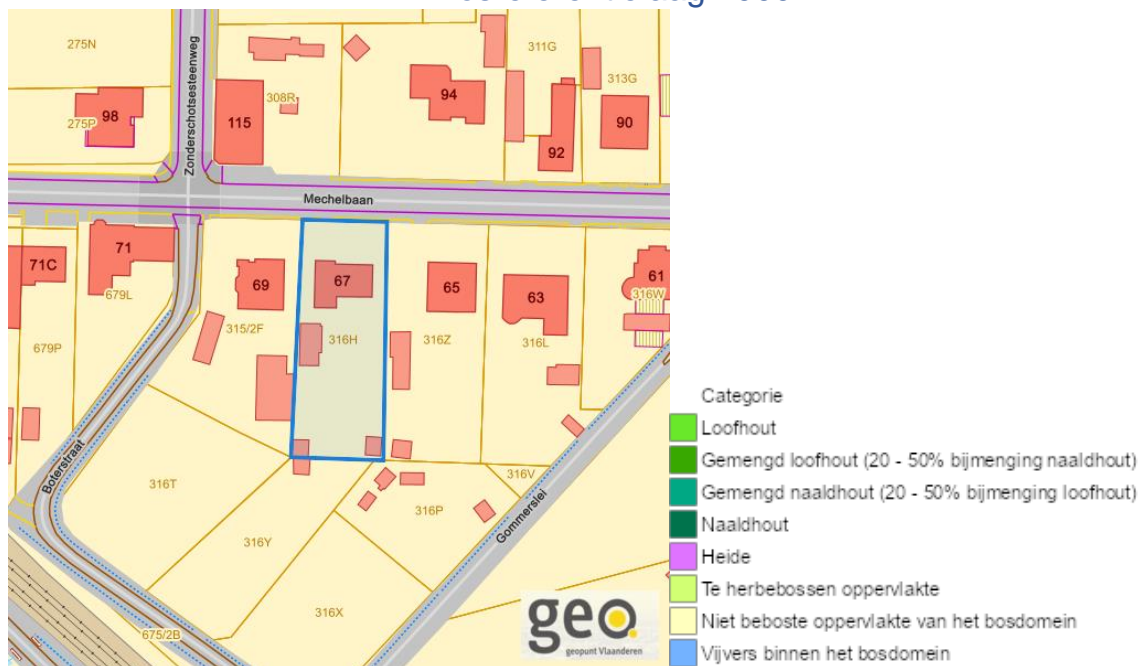 275N
Zonderschotsesteenweg
311G
313G
94
98
275P
115
308R
90
92
Mechelbaan
71
71C
679L
69
67
65
63
61
316W
315/2F
316H
316Z
316L
679P
Boterstraat
316T
316V
316P
Gommerslei
316Y
316X
675/2B
geo
geopunt Vlaanderen
Categorie
Loofhout
Gemengd loofhout (20 - 50% bijmenging naaldhout)
Gemengd naaldhout (20 - 50% bijmenging loofhout)
Naaldhout
Heide
Te herbebossen oppervlakte
Niet beboste oppervlakte van het bosdomein
Vijvers binnen het bosdomein